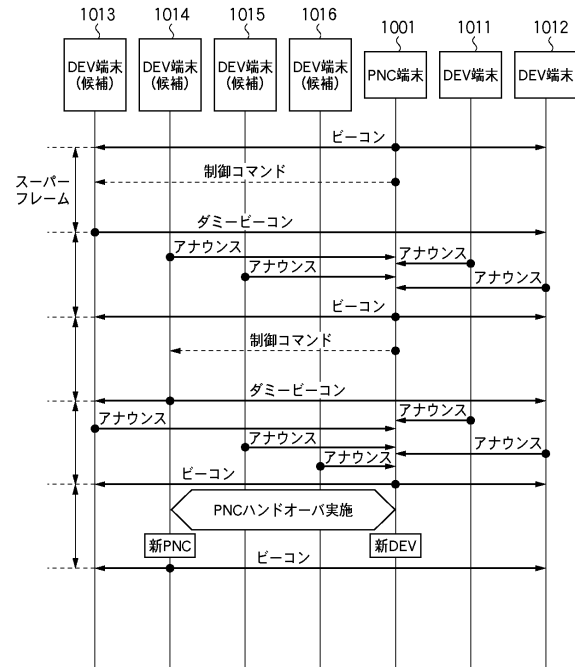 1013 1014 1015 1016 1001 1011 1012
DEV端末
(候補)
DEV端末
(候補)
DEV端末
(候補)
DEV端末
(候補)
PNC端末
DEV端末
DEV端末
ビーコン
スーパー
フレーム
制御コマンド
ダミービーコン
アナウンス
アナウンス
アナウンス
アナウンス
ビーコン
制御コマンド
ダミービーコン
アナウンス
アナウンス
アナウンス
アナウンス
アナウンス
ビーコン
PNCハンドオーバ実施
新PNC
新DEV
ビーコン